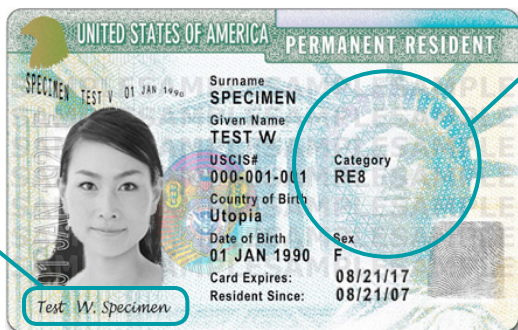 UNITED STATES OF AMERICA
PERMANENT RESIDENT
SPECIMEN TEST V 01 JAN 1990
Surname
SPECIMEN
Given Name
TEST W
USCIS# Category
000-001-001 RE8
Country of Birth
Utopia
Date of Birth Sex
01 JAN 1990 F
Card Expires: 08/21/17
Resident Since: 08/21/07
Test W. Specimen